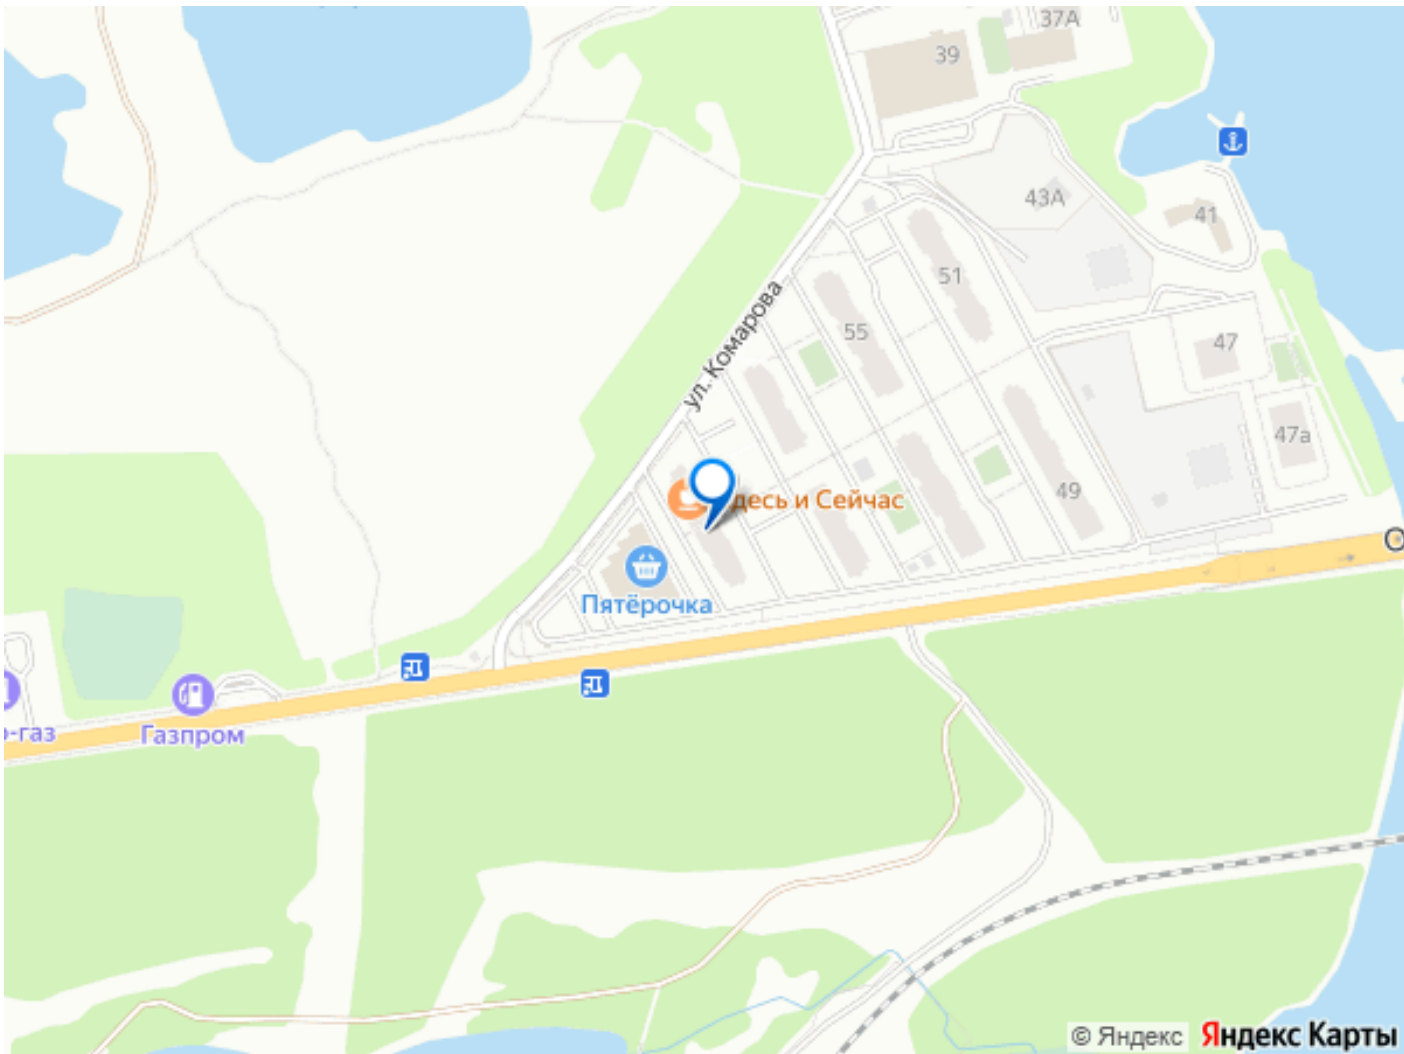 37А
39
43А
41
51
55
47
ул. Комарова
47а
49
десь и Сейчас
О
Пятёрочка
-газ
Газпром
© Яндекс Яндекс Карты